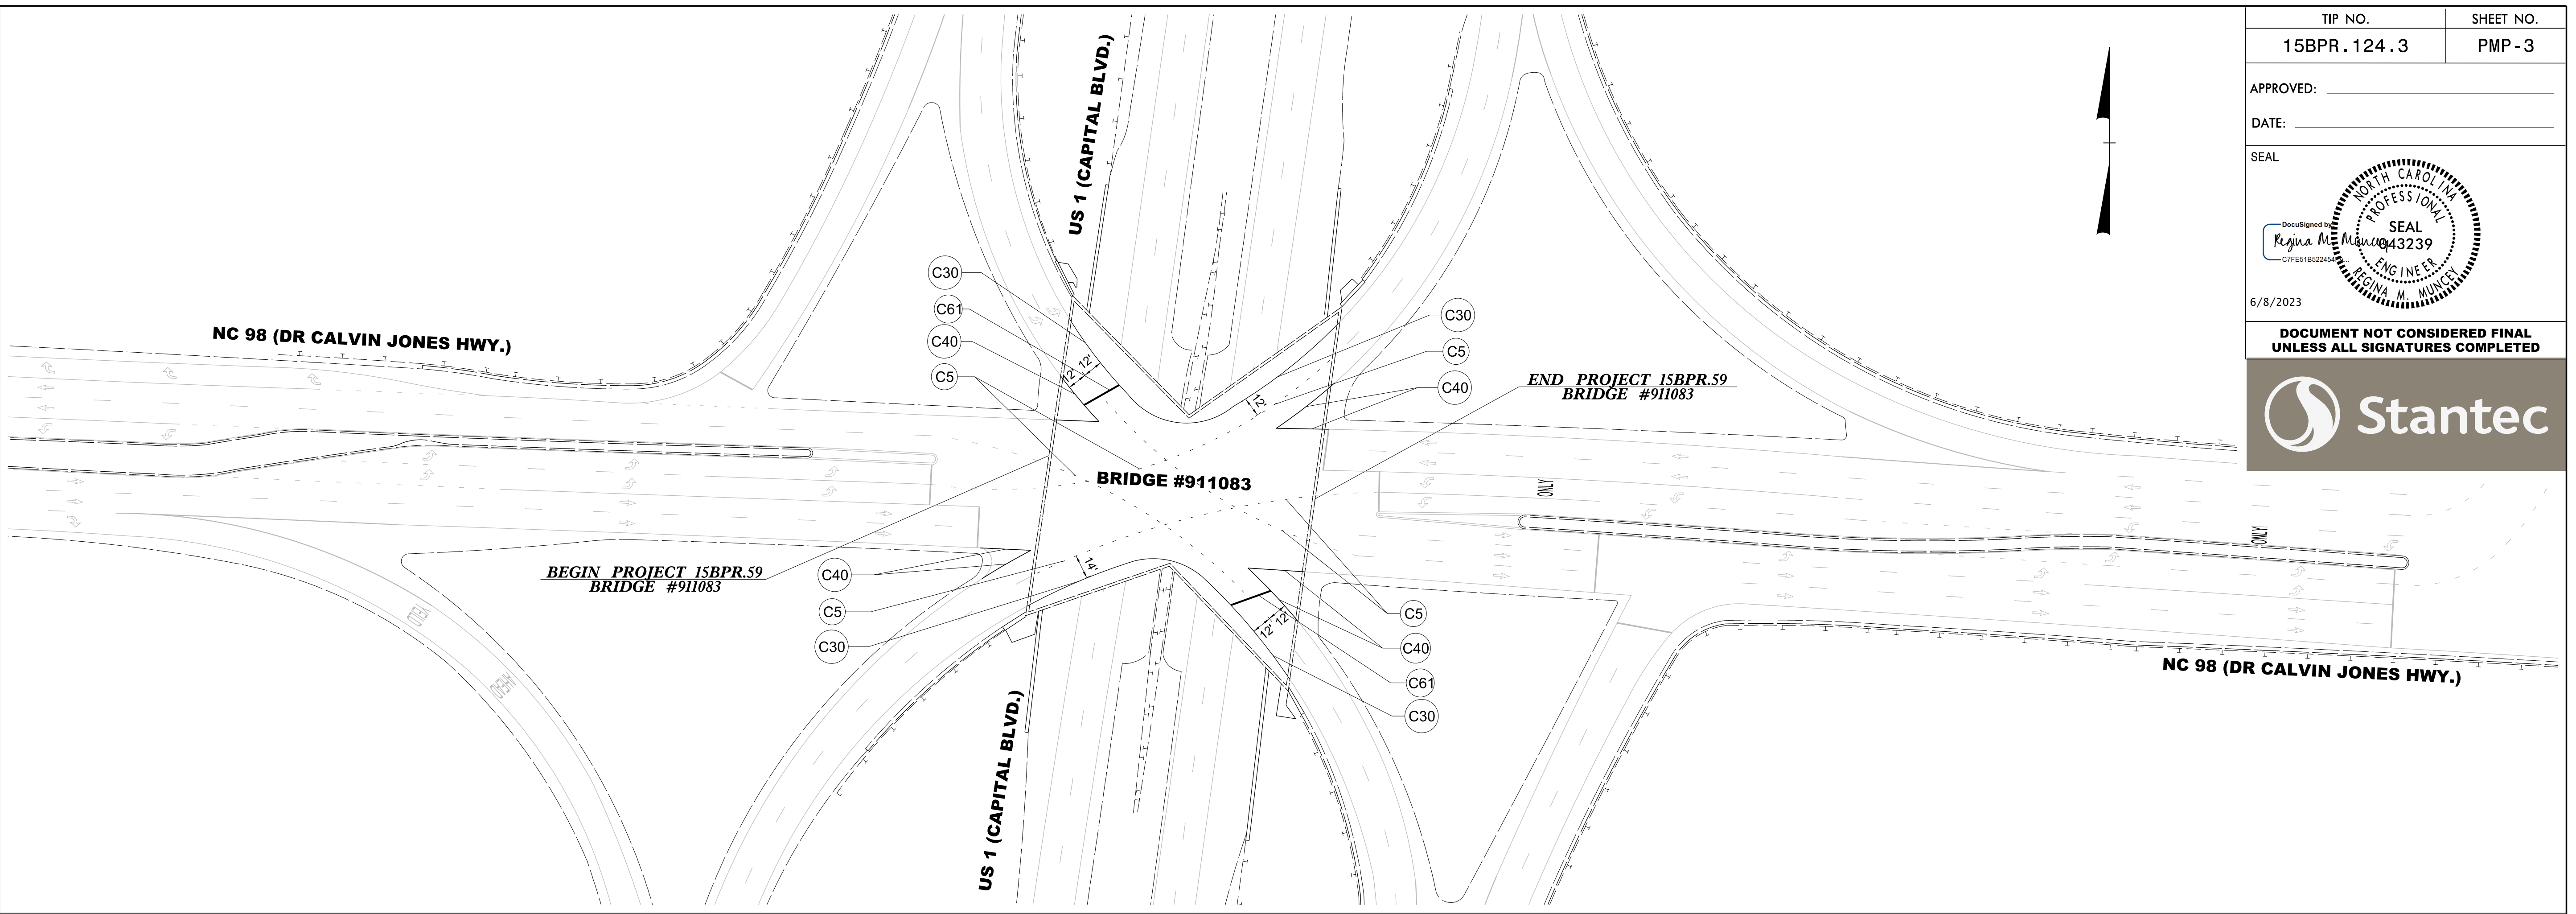 TIP NO.
SHEET NO.
15BPR.124.3
PMP-3
APPROVED:
DATE:
SEAL
NORTH CAROLINA
PROFESSIONAL
SEAL
043239
ENGINEER
REGINA M. MUNCEY
DocuSigned by:
Regina M. Muncey
C7FE51B522454
6/8/2023
DOCUMENT NOT CONSIDERED FINAL
UNLESS ALL SIGNATURES COMPLETED
Stantec
US 1 (CAPITAL BLVD.)
NC 98 (DR CALVIN JONES HWY.)
C30
C61
C40
C5
12'
12'
C30
C5
C40
12'
END PROJECT 15BPR.59
BRIDGE #911083
BRIDGE #911083
ONLY
ONLY
BEGIN PROJECT 15BPR.59
BRIDGE #911083
C40
C5
C30
14'
12'
12'
C5
C40
C61
C30
YIELD
AHEAD
US 1 (CAPITAL BLVD.)
NC 98 (DR CALVIN JONES HWY.)